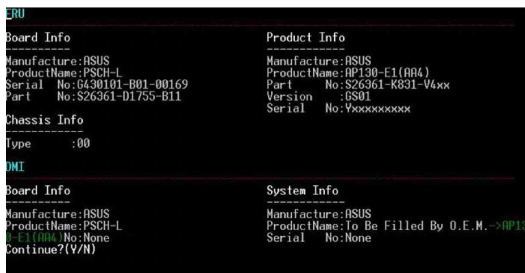 ERU
Board Info
----------
Manufacture:ASUS
ProductName:PSCH-L
Serial No:G430101-B01-00169
Part No:S26361-D1755-B11
Chassis Info
------------
Type :00
Product Info
------------
Manufacture:ASUS
ProductName:AP130-E1(AA4)
Part No:S26361-K831-V4xx
Version :GS01
Serial No:Yxxxxxxxxx
DMI
Board Info
----------
Manufacture:ASUS
ProductName:PSCH-L
0-E1(AA4)No:None
Continue?(Y/N)
System Info
-----------
Manufacture:ASUS
ProductName:To Be Filled By O.E.M.->AP13
Serial No:None